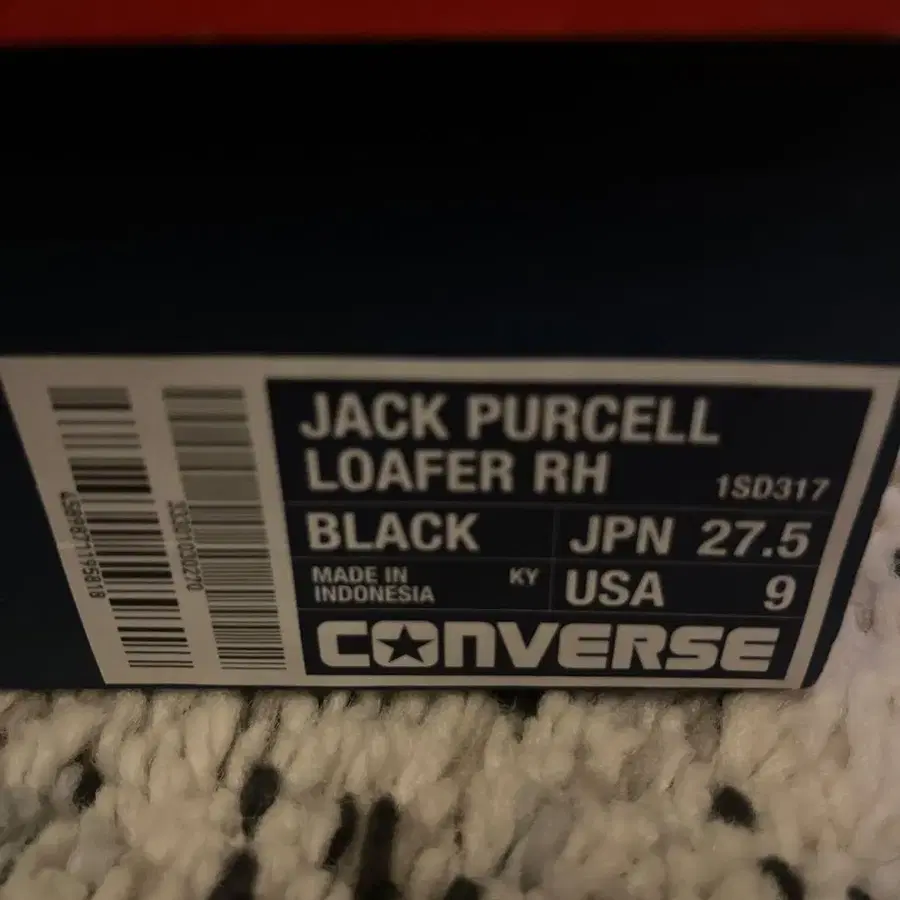 JACK PURCELL
LOAFER RH 1SD317
BLACK JPN 27.5
MADE IN
INDONESIA KY USA 9
CONVERSE